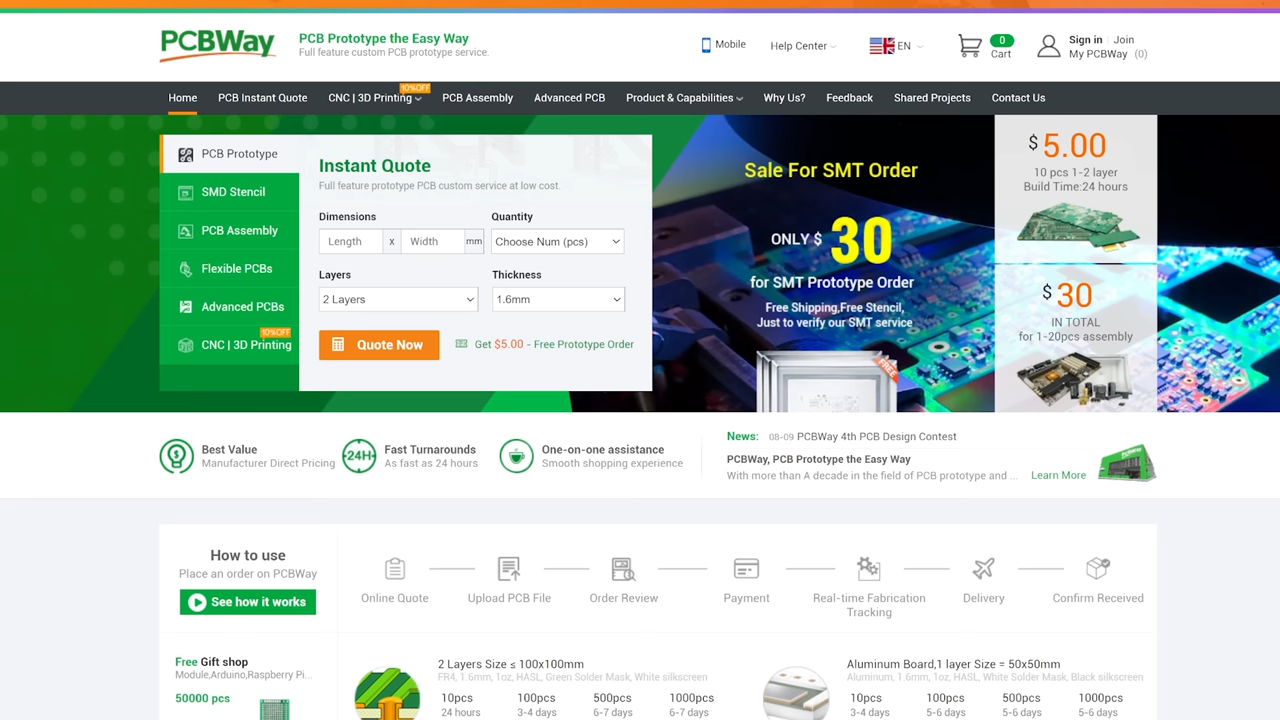 PCBWay
PCB Prototype the Easy Way
Full feature custom PCB prototype service.
Mobile
Help Center
EN
0
Cart
Sign in Join
My PCBWay (0)
Home
PCB Instant Quote
CNC | 3D Printing
10%OFF
PCB Assembly
Advanced PCB
Product & Capabilities
Why Us?
Feedback
Shared Projects
Contact Us
PCB Prototype
SMD Stencil
PCB Assembly
Flexible PCBs
Advanced PCBs
10%OFF
CNC | 3D Printing
Instant Quote
Full feature prototype PCB custom service at low cost.
Dimensions
Quantity
Length x Width mm
Choose Num (pcs)
Layers
Thickness
2 Layers
1.6mm
Quote Now
Get $5.00 - Free Prototype Order
Sale For SMT Order
ONLY $ 30
for SMT Prototype Order
Free Shipping,Free Stencil,
Just to verify our SMT service
FREE
$ 5.00
10 pcs 1-2 layer
Build Time:24 hours
$ 30
IN TOTAL
for 1-20pcs assembly
Best Value
Manufacturer Direct Pricing
24H
Fast Turnarounds
As fast as 24 hours
One-on-one assistance
Smooth shopping experience
News: 08-09 PCBWay 4th PCB Design Contest
PCBWay, PCB Prototype the Easy Way
With more than A decade in the field of PCB prototype and ... Learn More
PCBWay
How to use
Place an order on PCBWay
See how it works
Online Quote
Upload PCB File
Order Review
Payment
Real-time Fabrication
Tracking
Delivery
Confirm Received
Free Gift shop
Module,Arduino,Raspberry Pi...
50000 pcs
2 Layers Size ≤ 100x100mm
FR4, 1.6mm, 1oz, HASL, Green Solder Mask, White silkscreen
10pcs 100pcs 500pcs 1000pcs
24 hours 3-4 days 6-7 days 6-7 days
Aluminum Board,1 layer Size = 50x50mm
Aluminum, 1.6mm, 1oz, HASL, White Solder Mask, Black silkscreen
10pcs 100pcs 500pcs 1000pcs
3-4 days 5-6 days 5-6 days 5-6 days